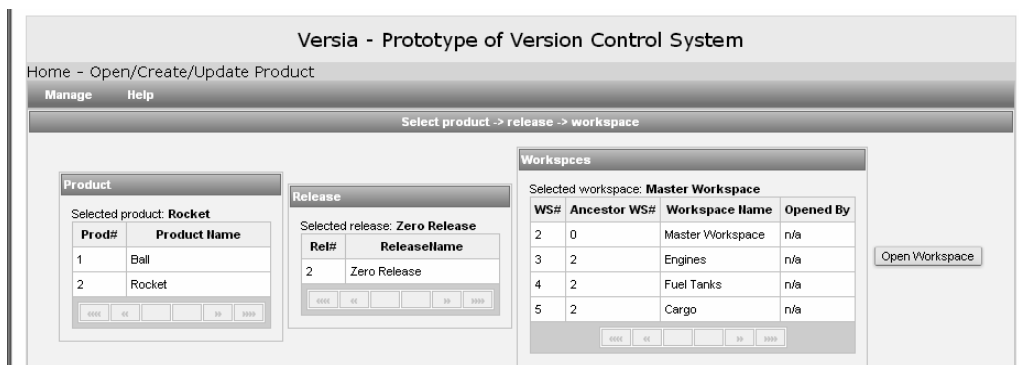 Versia - Prototype of Version Control System
Home - Open/Create/Update Product
Manage Help
Select product -> release -> workspace
Product
Selected product: Rocket
Prod# Product Name
1 Ball
2 Rocket
«« « » »»
Release
Selected release: Zero Release
Rel# ReleaseName
2 Zero Release
«« « » »»
Workspces
Selected workspace: Master Workspace
WS# Ancestor WS# Workspace Name Opened By
2 0 Master Workspace n/a
3 2 Engines n/a
4 2 Fuel Tanks n/a
5 2 Cargo n/a
«« « » »»
Open Workspace